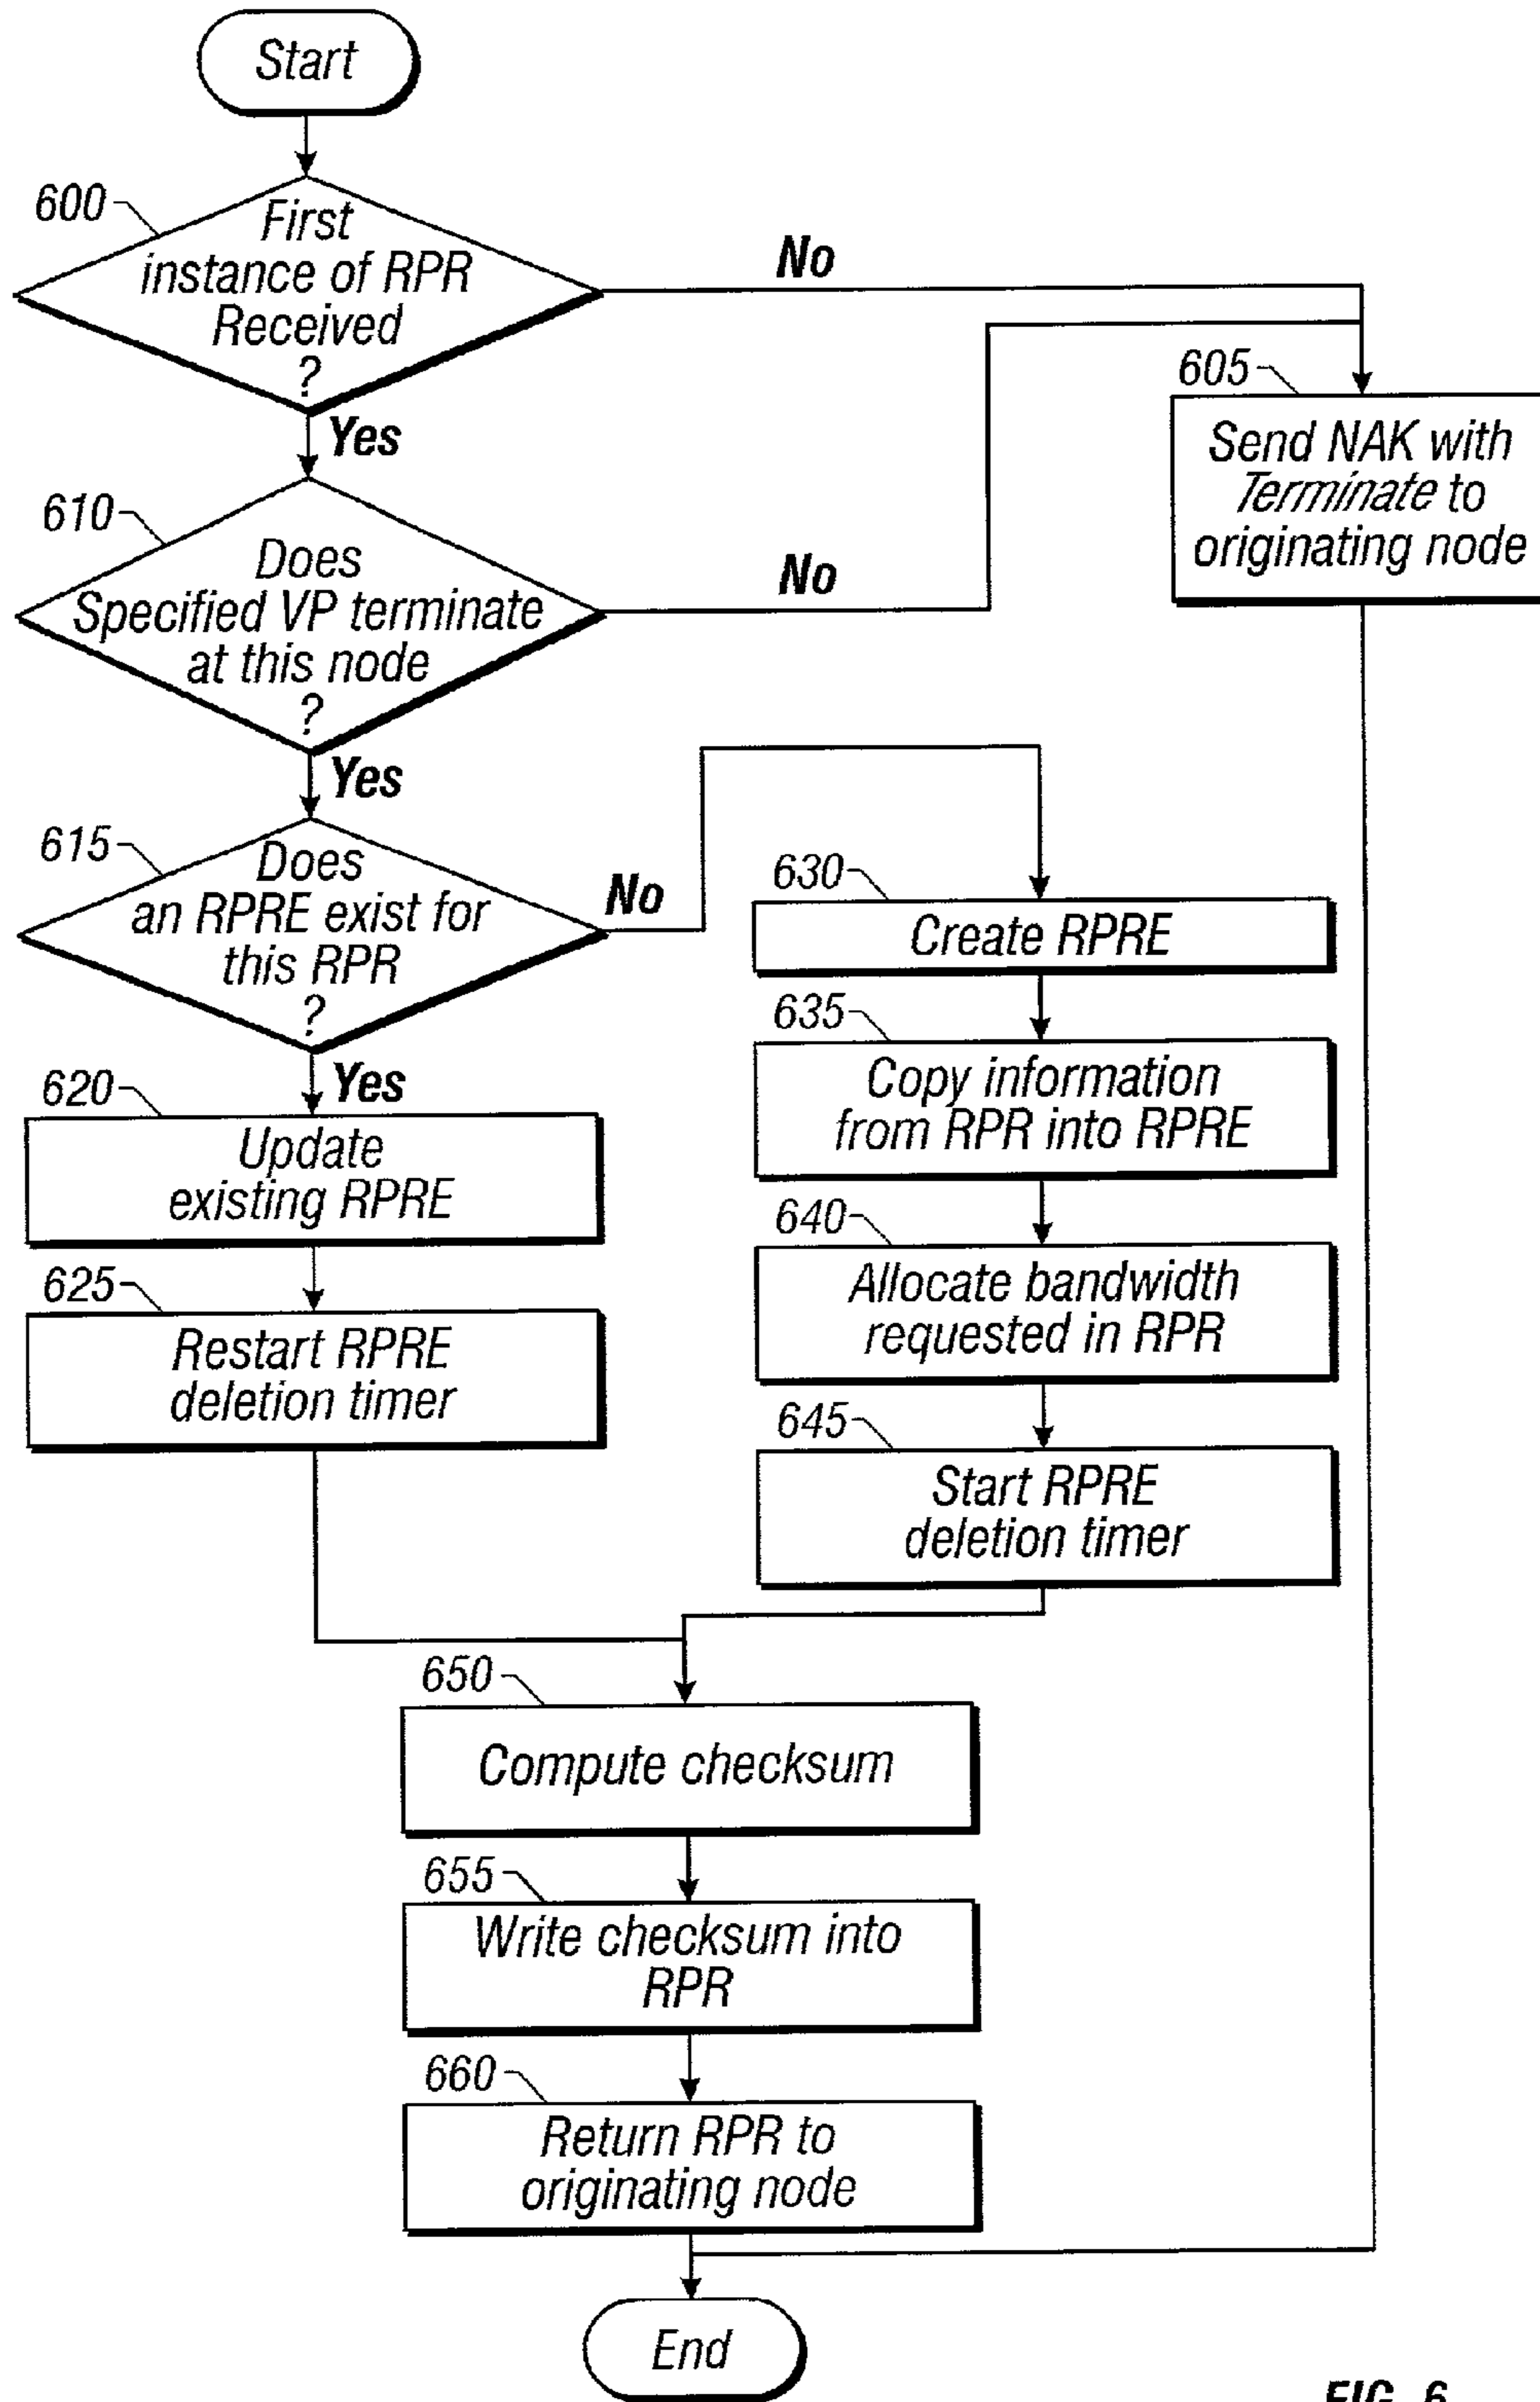 Start
600
First
instance of RPR
Received
?
No
Yes
605
Send NAK with
Terminate to
originating node
610
Does
Specified VP terminate
at this node
?
No
Yes
615
Does
an RPRE exist for
this RPR
?
No
Yes
620
Update
existing RPRE
625
Restart RPRE
deletion timer
630
Create RPRE
635
Copy information
from RPR into RPRE
640
Allocate bandwidth
requested in RPR
645
Start RPRE
deletion timer
650
Compute checksum
655
Write checksum into
RPR
660
Return RPR to
originating node
End
FIG. 6